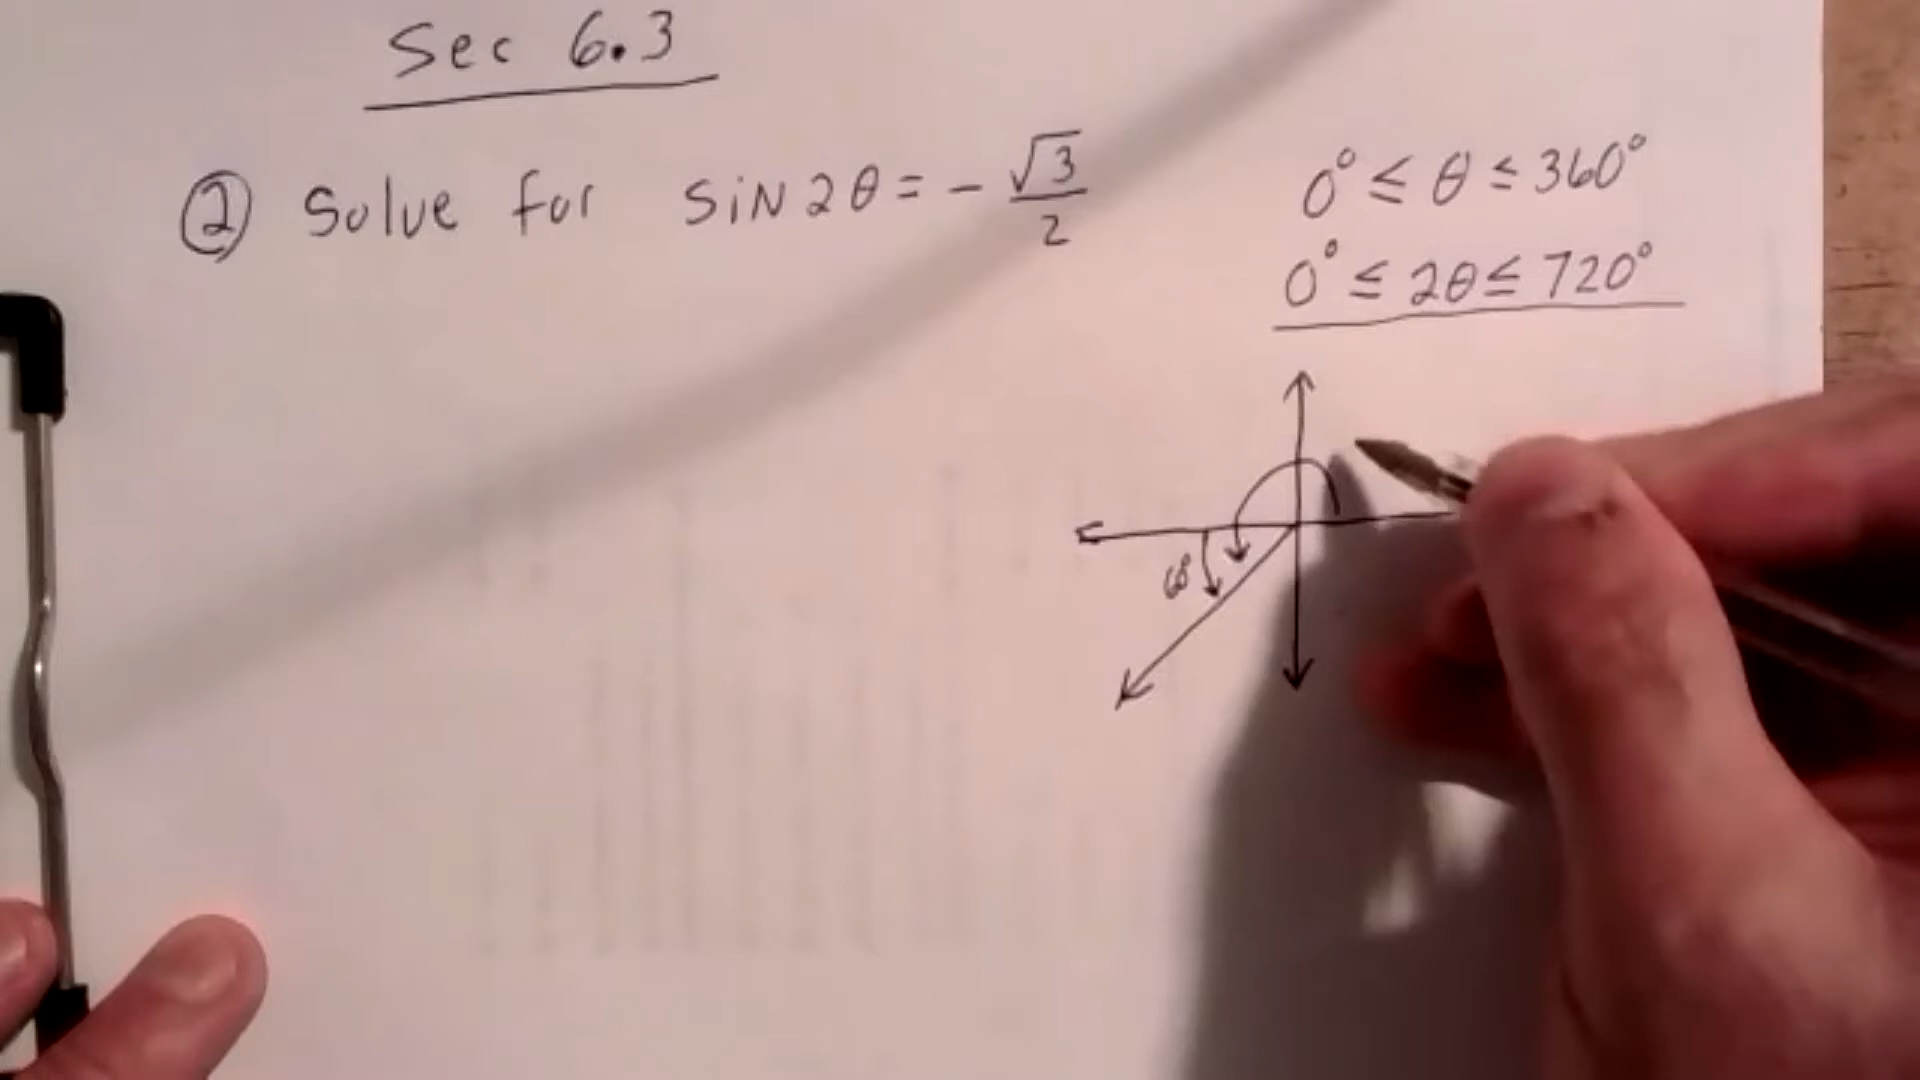 Sec 6.3
② Solve for SiN 2θ = - √3/2
0° ≤ θ ≤ 360°
0° ≤ 2θ ≤ 720°
60°